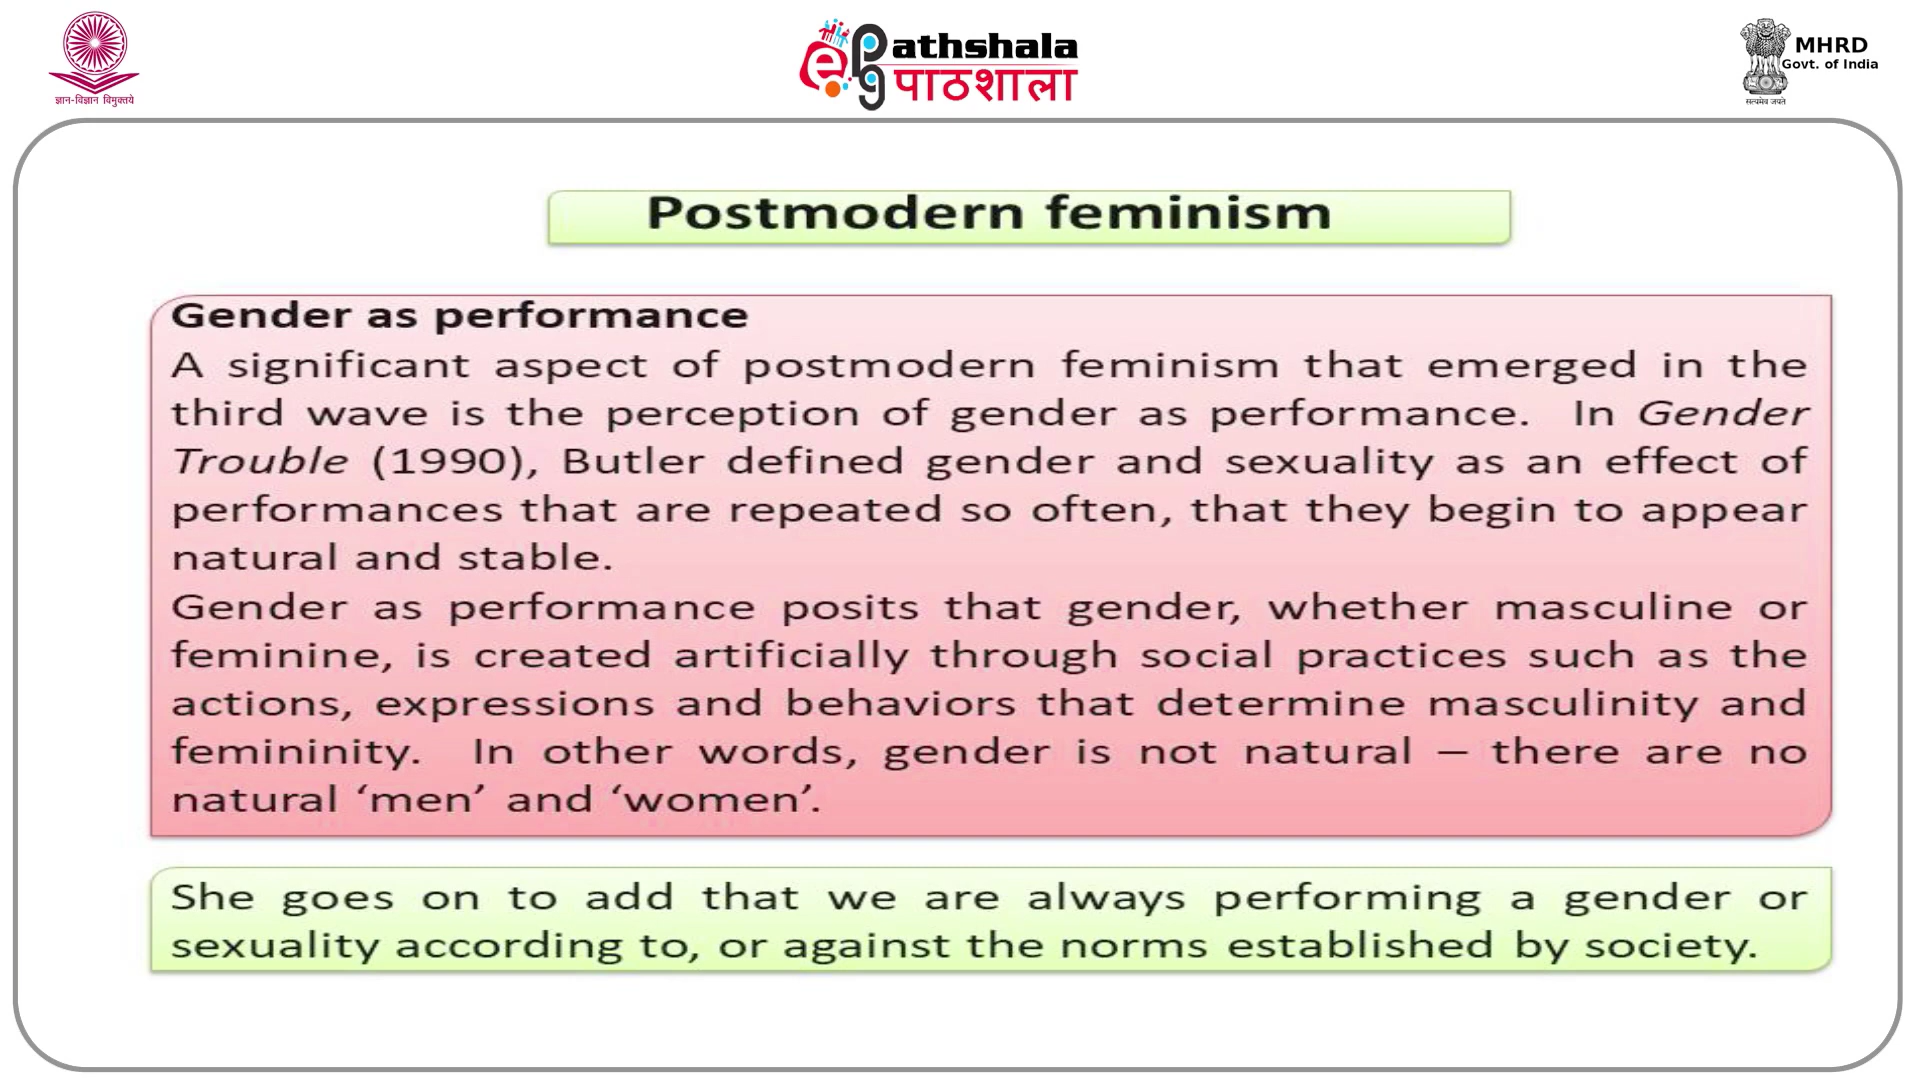 ज्ञान-विज्ञान विमुक्तये
e
pg
athshala
पाठशाला
MHRD
Govt. of India
सत्यमेव जयते
Postmodern feminism
Gender as performance
A significant aspect of postmodern feminism that emerged in the
third wave is the perception of gender as performance. In Gender
Trouble (1990), Butler defined gender and sexuality as an effect of
performances that are repeated so often, that they begin to appear
natural and stable.
Gender as performance posits that gender, whether masculine or
feminine, is created artificially through social practices such as the
actions, expressions and behaviors that determine masculinity and
femininity. In other words, gender is not natural – there are no
natural ‘men’ and ‘women’.
She goes on to add that we are always performing a gender or
sexuality according to, or against the norms established by society.